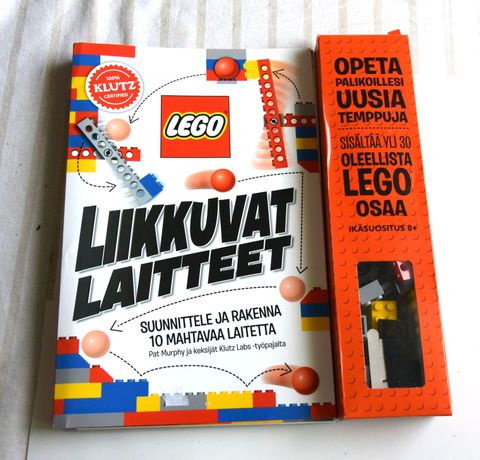 100%
KLUTZ
CERTIFIED
LEGO
LIIKKUVAT
LAITTEET
SUUNNITTELE JA RAKENNA
10 MAHTAVAA LAITETTA
Pat Murphy ja keksijät Klutz Labs -työpajalta
OPETA
PALIKOILLESI
UUSIA
TEMPPUJA
SISÄLTÄÄ YLI 30
OLEELLISTA
LEGO
OSAA
IKÄSUOSITUS 8+